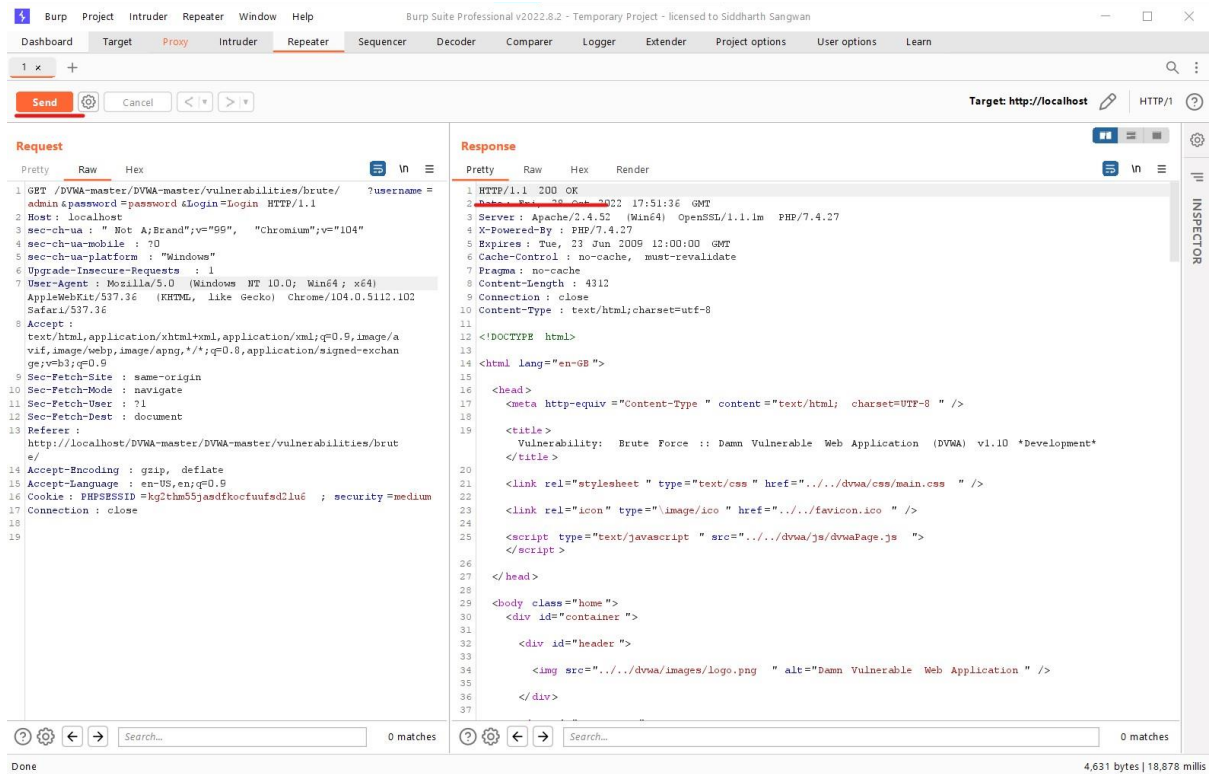 Burp Project Intruder Repeater Window Help Burp Suite Professional v2022.8.2 - Temporary Project - licensed to Siddharth Sangwan
Dashboard Target Proxy Intruder Repeater Sequencer Decoder Comparer Logger Extender Project options User options Learn
1 × +
Send Cancel < > Target: http://localhost HTTP/1
Request
Pretty Raw Hex \n
1 GET /DVWA-master/DVWA-master/vulnerabilities/brute/ ?username =
admin &password =password &Login =Login HTTP/1.1
2 Host : localhost
3 sec-ch-ua : " Not A;Brand";v="99", "Chromium";v="104"
4 sec-ch-ua-mobile : ?0
5 sec-ch-ua-platform : "Windows"
6 Upgrade-Insecure-Requests : 1
7 User-Agent : Mozilla/5.0 (Windows NT 10.0; Win64 ; x64)
AppleWebKit/537.36 (KHTML, like Gecko) Chrome/104.0.5112.102
Safari/537.36
8 Accept :
text/html,application/xhtml+xml,application/xml;q=0.9,image/a
vif,image/webp,image/apng,*/*;q=0.8,application/signed-exchan
ge;v=b3;q=0.9
9 Sec-Fetch-Site : same-origin
10 Sec-Fetch-Mode : navigate
11 Sec-Fetch-User : ?1
12 Sec-Fetch-Dest : document
13 Referer :
http://localhost/DVWA-master/DVWA-master/vulnerabilities/brut
e/
14 Accept-Encoding : gzip, deflate
15 Accept-Language : en-US,en;q=0.9
16 Cookie : PHPSESSID =kg2thm55jasdfkocfuufsd2lu6 ; security =medium
17 Connection : close
18
19
Response
Pretty Raw Hex Render \n
1 HTTP/1.1 200 OK
2 Date : Fri, 28 Oct 2022 17:51:36 GMT
3 Server : Apache/2.4.52 (Win64) OpenSSL/1.1.1m PHP/7.4.27
4 X-Powered-By : PHP/7.4.27
5 Expires : Tue, 23 Jun 2009 12:00:00 GMT
6 Cache-Control : no-cache, must-revalidate
7 Pragma : no-cache
8 Content-Length : 4312
9 Connection : close
10 Content-Type : text/html;charset=utf-8
11
12 <!DOCTYPE html>
13
14 <html lang ="en-GB ">
15
16 <head >
17 <meta http-equiv ="Content-Type " content ="text/html; charset=UTF-8 " />
18
19 <title >
Vulnerability: Brute Force :: Damn Vulnerable Web Application (DVWA) v1.10 *Development*
</title >
20
21 <link rel ="stylesheet " type ="text/css " href ="../../dvwa/css/main.css " />
22
23 <link rel ="icon " type ="\image/ico " href ="../../favicon.ico " />
24
25 <script type ="text/javascript " src ="../../dvwa/js/dvwaPage.js ">
</script >
26
27 </head >
28
29 <body class ="home ">
30 <div id ="container ">
31
32 <div id ="header ">
33
34 <img src ="../../dvwa/images/logo.png " alt ="Damn Vulnerable Web Application " />
35
36 </div >
37
INSPECTOR
Search... 0 matches
Search... 0 matches
Done 4,631 bytes | 18,878 millis